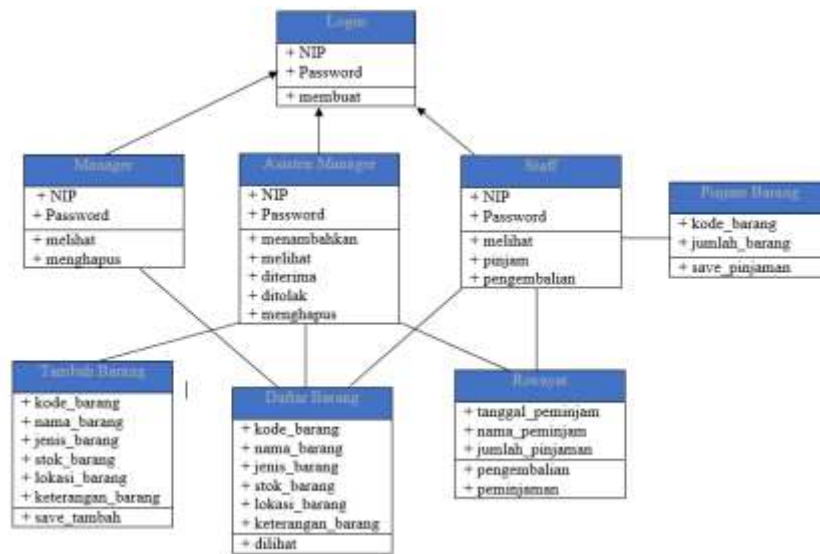 Login
+ NIP
+ Password
+ membuat
Manager
+ NIP
+ Password
+ melihat
+ menghapus
Asisten Manager
+ NIP
+ Password
+ menambahkan
+ melihat
+ diterima
+ ditolak
+ menghapus
Staff
+ NIP
+ Password
+ melihat
+ pinjam
+ pengembalian
Pinjam Barang
+ kode_barang
+ jumlah_barang
+ save_pinjaman
Tambah Barang
+ kode_barang
+ nama_barang
+ jenis_barang
+ stok_barang
+ lokasi_barang
+ keterangan_barang
+ save_tambah
Daftar Barang
+ kode_barang
+ nama_barang
+ jenis_barang
+ stok_barang
+ lokasi_barang
+ keterangan_barang
+ dilihat
Riwayat
+ tanggal_peminjam
+ nama_peminjam
+ jumlah_pinjaman
+ pengembalian
+ peminjaman